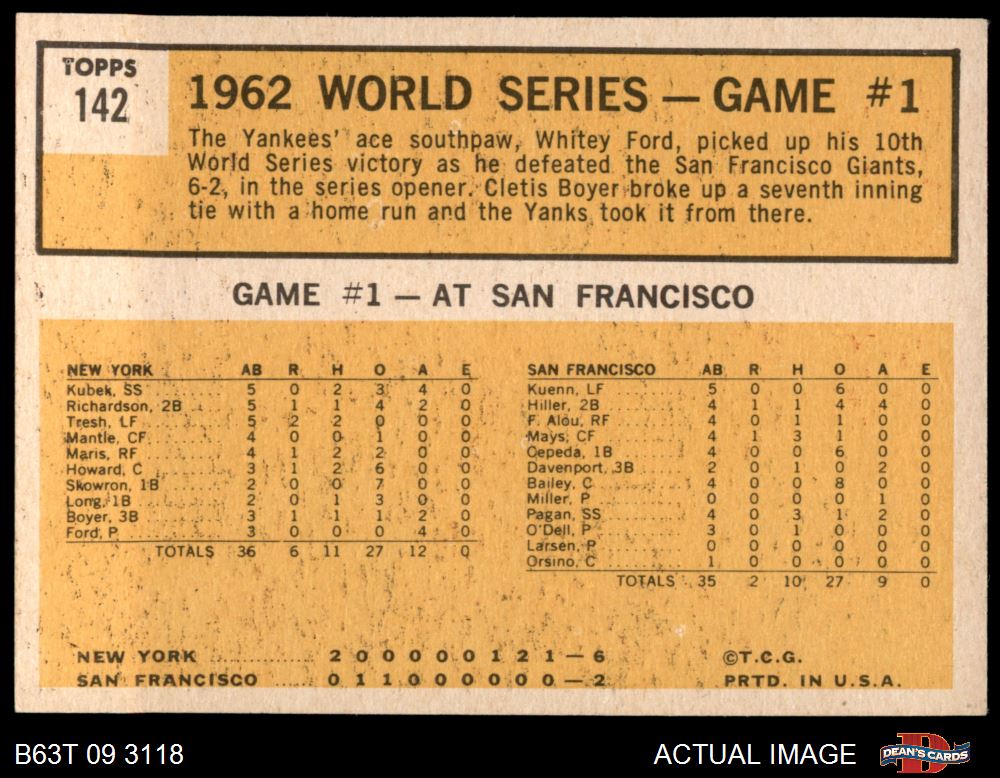 TOPPS
142
1962 WORLD SERIES — GAME #1
The Yankees' ace southpaw, Whitey Ford, picked up his 10th
World Series victory as he defeated the San Francisco Giants,
6-2, in the series opener. Cletis Boyer broke up a seventh inning
tie with a home run and the Yanks took it from there.
GAME #1 — AT SAN FRANCISCO
NEW YORK AB R H O A E
Kubek, SS 5 0 2 3 4 0
Richardson, 2B 5 1 1 4 2 0
Tresh, LF 5 2 2 0 0 0
Mantle, CF 4 0 0 1 0 0
Maris, RF 4 1 2 2 0 0
Howard, C 3 1 2 6 0 0
Skowron, 1B 2 0 0 7 0 0
Long, 1B 2 0 1 3 0 0
Boyer, 3B 3 1 1 1 2 0
Ford, P 3 0 0 0 4 0
TOTALS 36 6 11 27 12 0
SAN FRANCISCO AB R H O A E
Kuenn, LF 5 0 0 6 0 0
Hiller, 2B 4 1 1 4 4 0
F. Alou, RF 4 0 1 1 0 0
Mays, CF 4 1 3 1 0 0
Cepeda, 1B 4 0 0 6 0 0
Davenport, 3B 2 0 1 0 2 0
Bailey, C 4 0 0 8 0 0
Miller, P 0 0 0 0 1 0
Pagan, SS 4 0 3 1 2 0
O'Dell, P 3 0 1 0 0 0
Larsen, P 0 0 0 0 0 0
Orsino, C 1 0 0 0 0 0
TOTALS 35 2 10 27 9 0
NEW YORK 2 0 0 0 0 0 1 2 1 — 6
SAN FRANCISCO 0 1 1 0 0 0 0 0 0 — 2
©T.C.G.
PRTD. IN U.S.A.
B63T 09 3118
ACTUAL IMAGE
DEAN'S CARDS